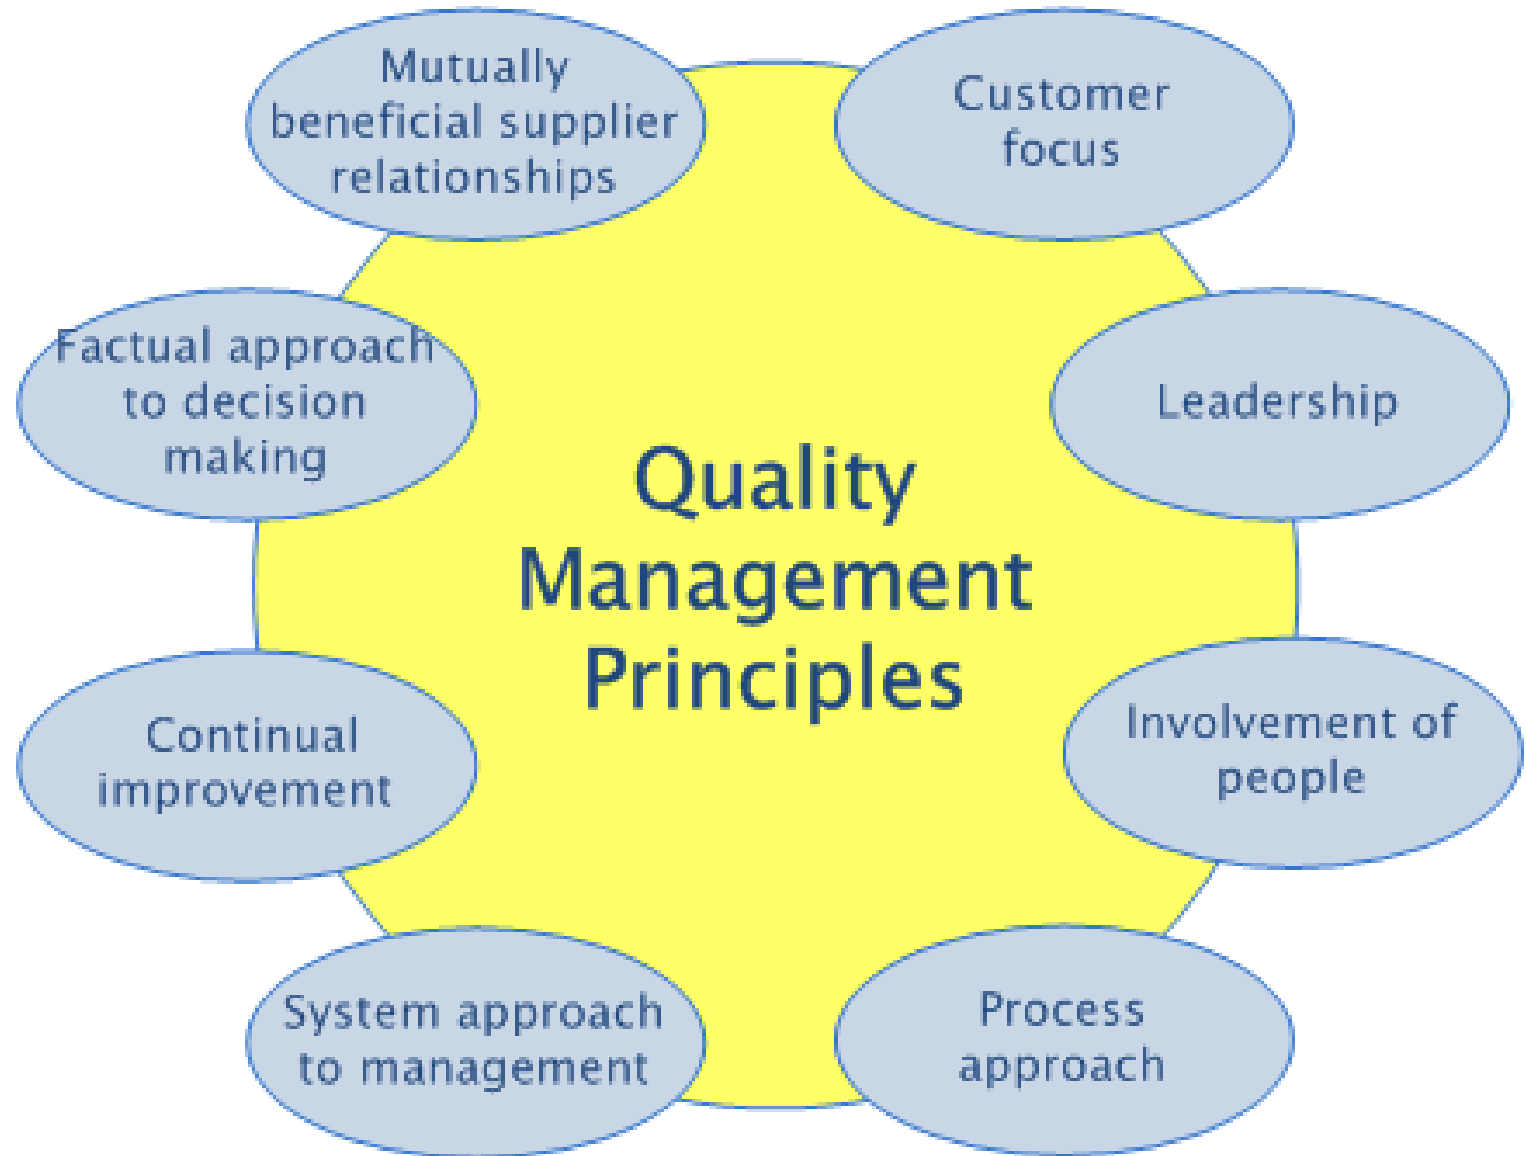 Mutually
beneficial supplier
relationships
Customer
focus
Factual approach
to decision
making
Leadership
Quality
Management
Principles
Continual
improvement
Involvement of
people
System approach
to management
Process
approach